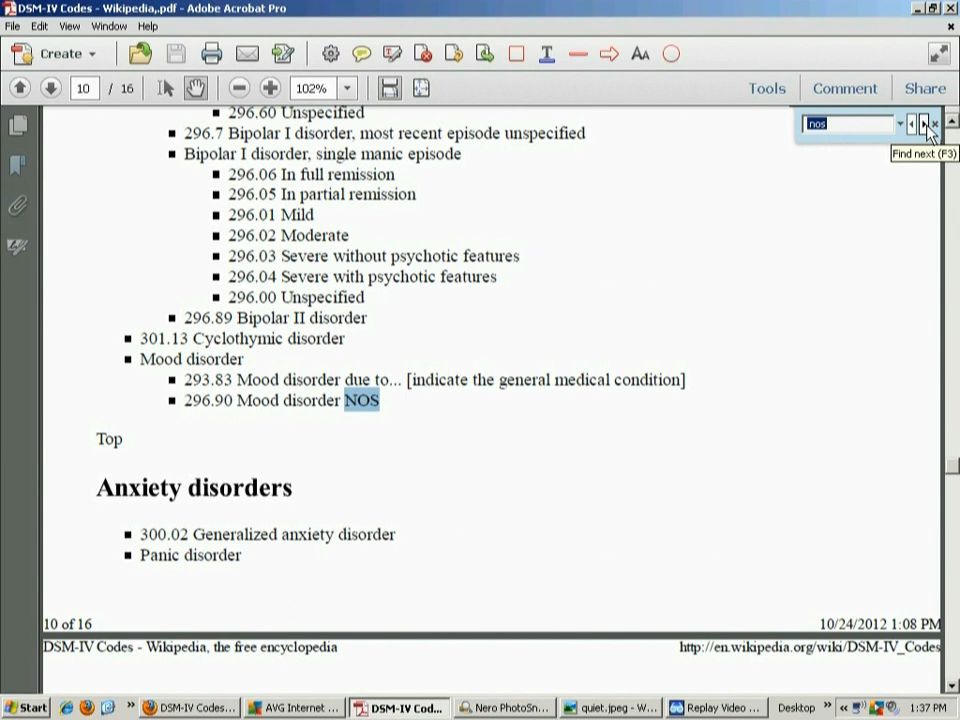 DSM-IV Codes - Wikipedia,.pdf - Adobe Acrobat Pro
File Edit View Window Help
Create
10 / 16 102% Tools Comment Share
nos
Find next (F3)
296.60 Unspecified
296.7 Bipolar I disorder, most recent episode unspecified
Bipolar I disorder, single manic episode
296.06 In full remission
296.05 In partial remission
296.01 Mild
296.02 Moderate
296.03 Severe without psychotic features
296.04 Severe with psychotic features
296.00 Unspecified
296.89 Bipolar II disorder
301.13 Cyclothymic disorder
Mood disorder
293.83 Mood disorder due to... [indicate the general medical condition]
296.90 Mood disorder NOS
Top
Anxiety disorders
300.02 Generalized anxiety disorder
Panic disorder
10 of 16 10/24/2012 1:08 PM
DSM-IV Codes - Wikipedia, the free encyclopedia http://en.wikipedia.org/wiki/DSM-IV_Codes
Start DSM-IV Codes... AVG Internet ... DSM-IV Cod... Nero PhotoSn... quiet.jpeg - W... Replay Video ... Desktop 1:37 PM